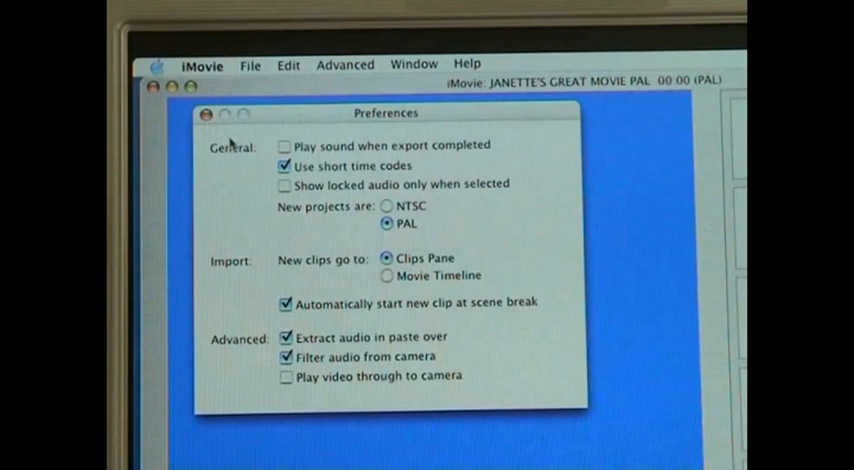 iMovie File Edit Advanced Window Help
iMovie: JANETTE'S GREAT MOVIE PAL 00 00 (PAL)
Preferences
General: Play sound when export completed
Use short time codes
Show locked audio only when selected
New projects are: NTSC
PAL
Import: New clips go to: Clips Pane
Movie Timeline
Automatically start new clip at scene break
Advanced: Extract audio in paste over
Filter audio from camera
Play video through to camera